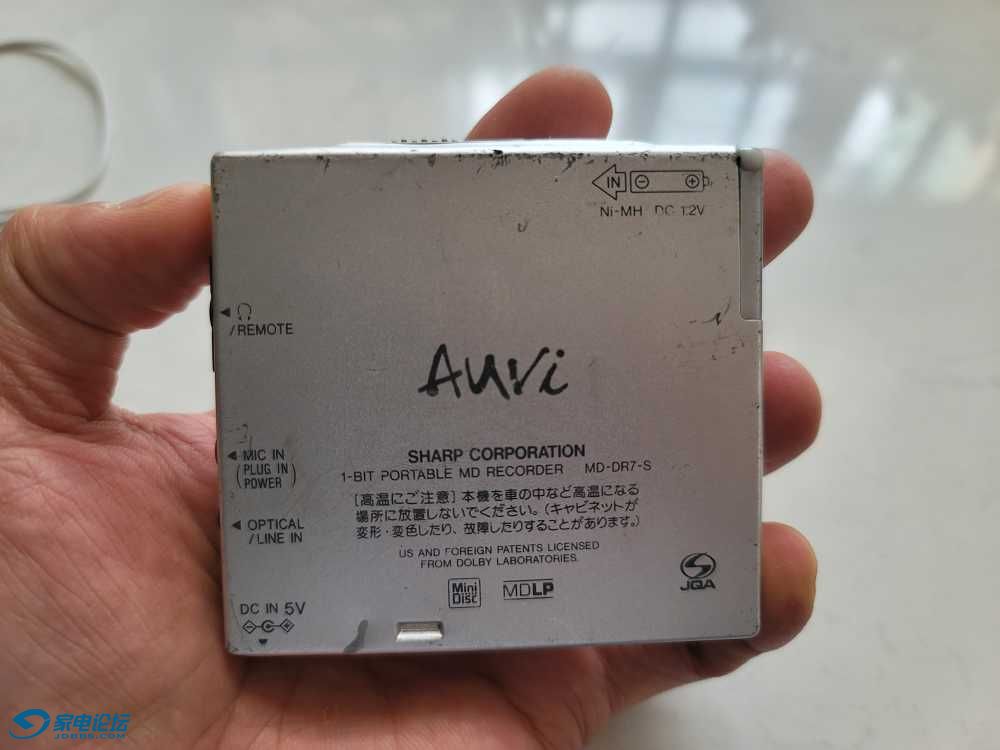 IN
Ni-MH DC 1.2V
/REMOTE
Auvi
SHARP CORPORATION
1-BIT PORTABLE MD RECORDER MD-DR7-S
MIC IN
(PLUG IN
POWER)
[高温にご注意]本機を車の中など高温になる
場所に放置しないでください。(キャビネットが
変形・変色したり、故障したりすることがあります。)
OPTICAL
/LINE IN
US AND FOREIGN PATENTS LICENSED
FROM DOLBY LABORATORIES.
Mini
Disc
MDLP
JQA
DC IN 5V
家电论坛
JDBBS.COM